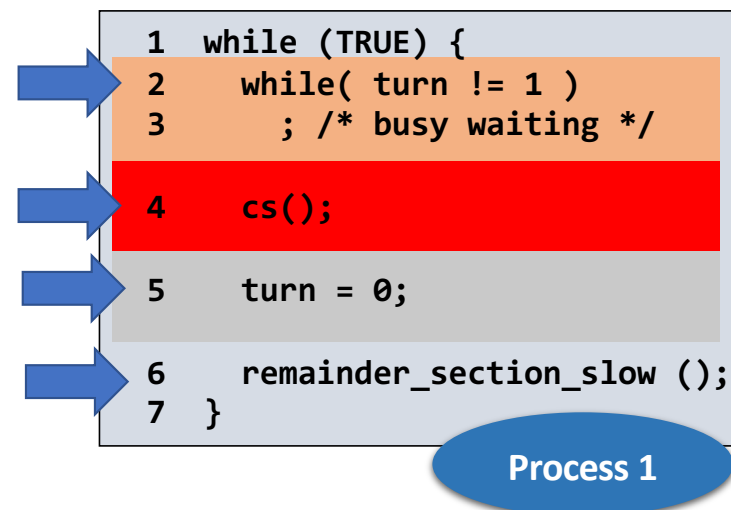 1 while (TRUE) {
2 while( turn != 1 )
3 ; /* busy waiting */
4 cs();
5 turn = 0;
6 remainder_section_slow ();
7 }
Process 1